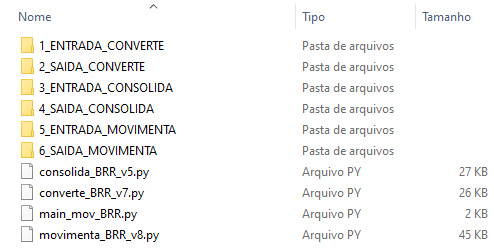 Nome Tipo Tamanho
1_ENTRADA_CONVERTE Pasta de arquivos
2_SAIDA_CONVERTE Pasta de arquivos
3_ENTRADA_CONSOLIDA Pasta de arquivos
4_SAIDA_CONSOLIDA Pasta de arquivos
5_ENTRADA_MOVIMENTA Pasta de arquivos
6_SAIDA_MOVIMENTA Pasta de arquivos
consolida_BRR_v5.py Arquivo PY 27 KB
converte_BRR_v7.py Arquivo PY 26 KB
main_mov_BRR.py Arquivo PY 2 KB
movimenta_BRR_v8.py Arquivo PY 45 KB